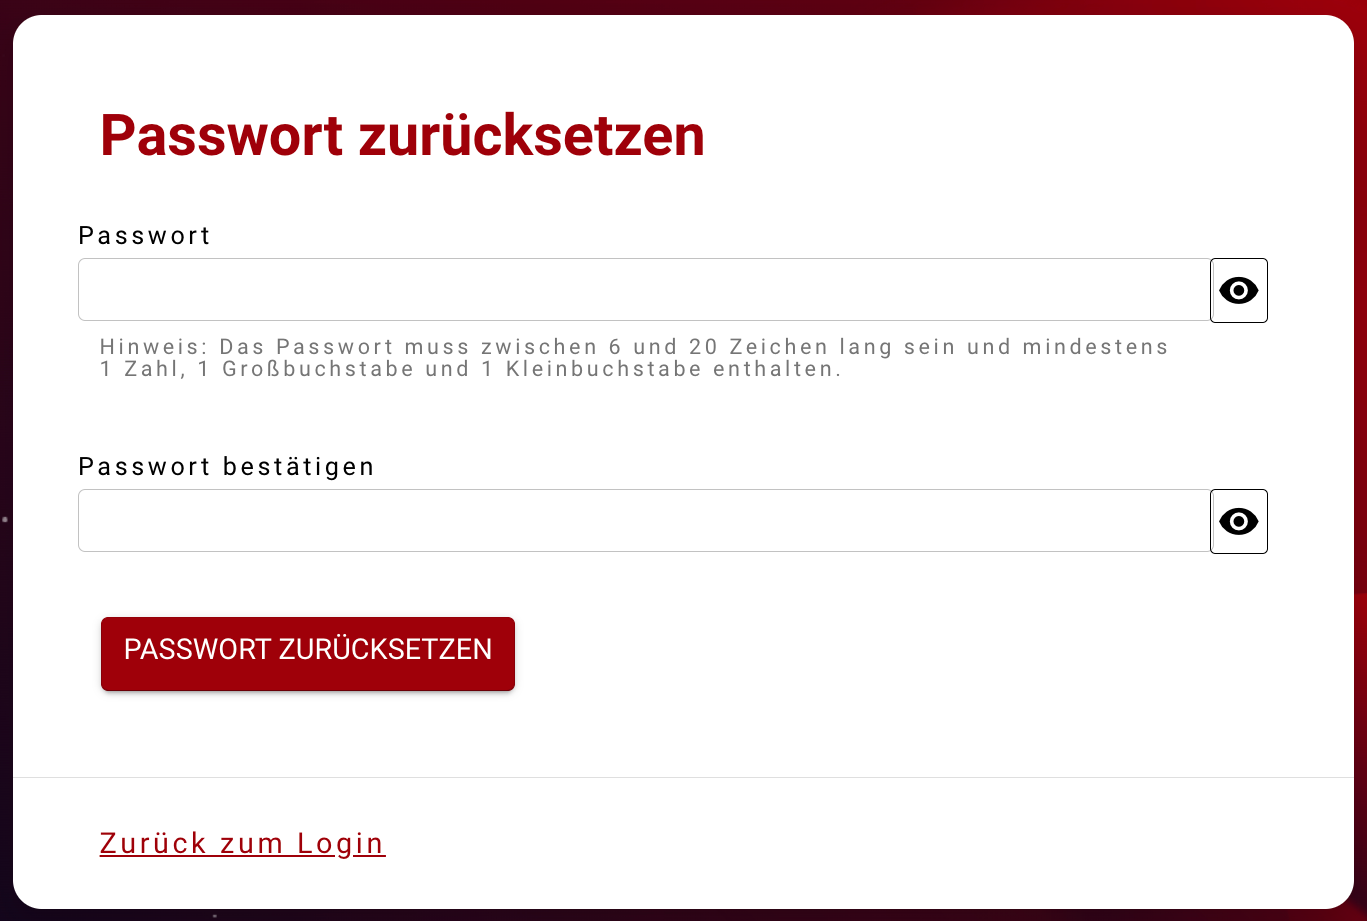 Passwort zurücksetzen
Passwort
Hinweis: Das Passwort muss zwischen 6 und 20 Zeichen lang sein und mindestens
1 Zahl, 1 Großbuchstabe und 1 Kleinbuchstabe enthalten.
Passwort bestätigen
PASSWORT ZURÜCKSETZEN
Zurück zum Login